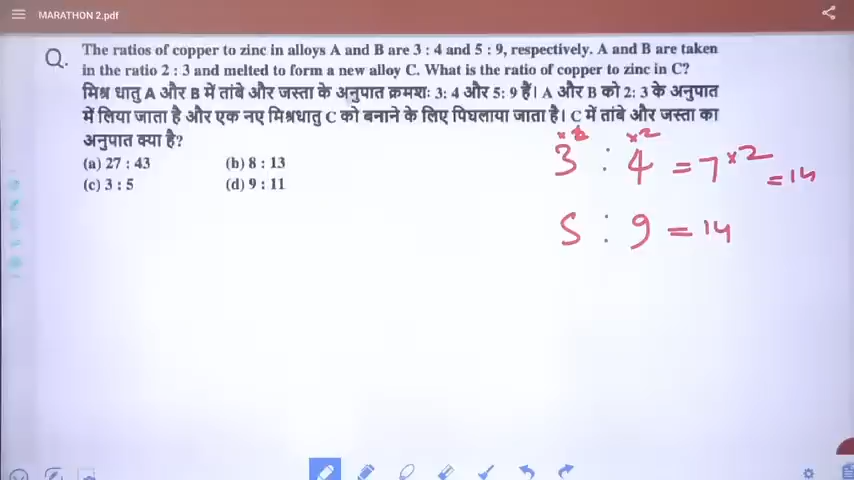 MARATHON 2.pdf
Q. The ratios of copper to zinc in alloys A and B are 3 : 4 and 5 : 9, respectively. A and B are taken
in the ratio 2 : 3 and melted to form a new alloy C. What is the ratio of copper to zinc in C?
मिश्र धातु A और B में तांबे और जस्ता के अनुपात क्रमशः 3: 4 और 5: 9 हैं। A और B को 2: 3 के अनुपात
में लिया जाता है और एक नए मिश्रधातु C को बनाने के लिए पिघलाया जाता है। C में तांबे और जस्ता का
अनुपात क्या है?
(a) 27 : 43 (b) 8 : 13
(c) 3 : 5 (d) 9 : 11
×2 ×2
3 : 4 = 7 ×2 = 14
5 : 9 = 14